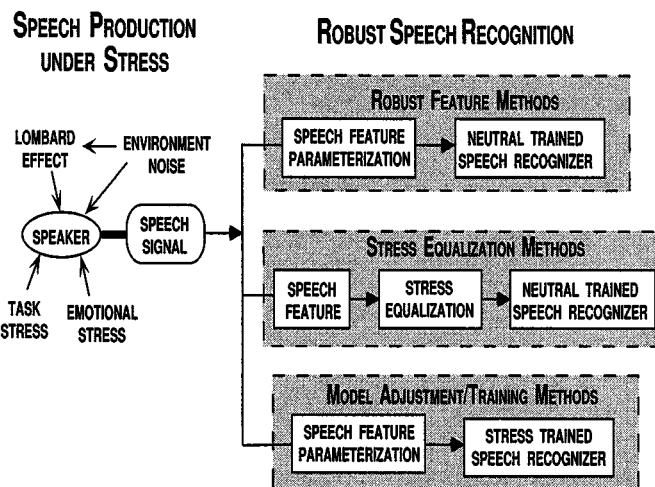 SPEECH PRODUCTION
UNDER STRESS
ROBUST SPEECH RECOGNITION
LOMBARD
EFFECT
ENVIRONMENT
NOISE
SPEAKER
SPEECH
SIGNAL
TASK
STRESS
EMOTIONAL
STRESS
ROBUST FEATURE METHODS
SPEECH FEATURE
PARAMETERIZATION
NEUTRAL TRAINED
SPEECH RECOGNIZER
STRESS EQUALIZATION METHODS
SPEECH
FEATURE
STRESS
EQUALIZATION
NEUTRAL TRAINED
SPEECH RECOGNIZER
MODEL ADJUSTMENT/TRAINING METHODS
SPEECH FEATURE
PARAMETERIZATION
STRESS TRAINED
SPEECH RECOGNIZER